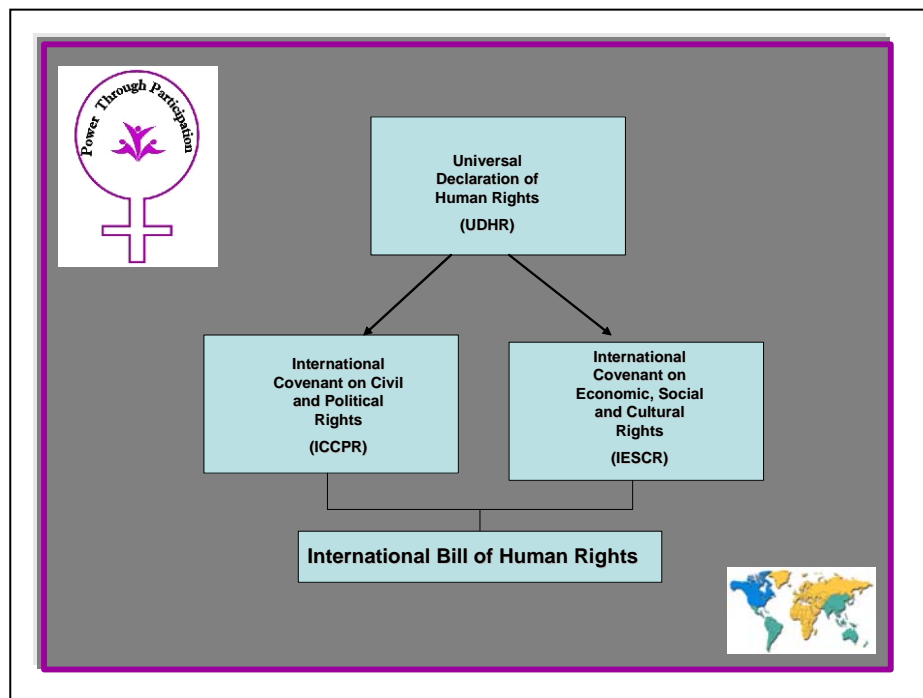 Power Through Participation
Universal
Declaration of
Human Rights
(UDHR)
International
Covenant on Civil
and Political
Rights
(ICCPR)
International
Covenant on
Economic, Social
and Cultural
Rights
(IESCR)
International Bill of Human Rights